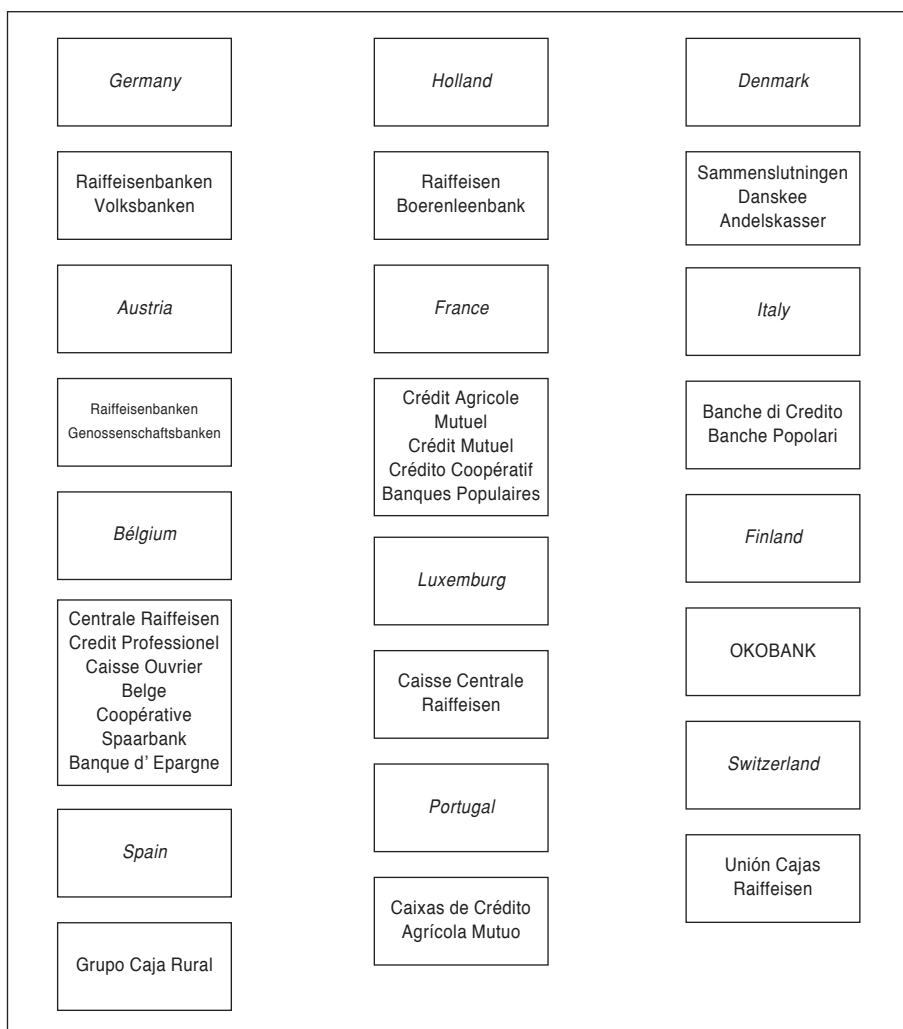 Germany
Raiffeisenbanken
Volksbanken
Austria
Raiffeisenbanken
Genossenschaftsbanken
Bélgium
Centrale Raiffeisen
Credit Professionel
Caisse Ouvrier
Belge
Coopérative
Spaarbank
Banque d' Epargne
Spain
Grupo Caja Rural
Holland
Raiffeisen
Boerenleenbank
France
Crédit Agricole
Mutuel
Crédit Mutuel
Crédito Coopératif
Banques Populaires
Luxemburg
Caisse Centrale
Raiffeisen
Portugal
Caixas de Crédito
Agrícola Mutuo
Denmark
Sammenslutningen
Danskee
Andelskasser
Italy
Banche di Credito
Banche Popolari
Finland
OKOBANK
Switzerland
Unión Cajas
Raiffeisen